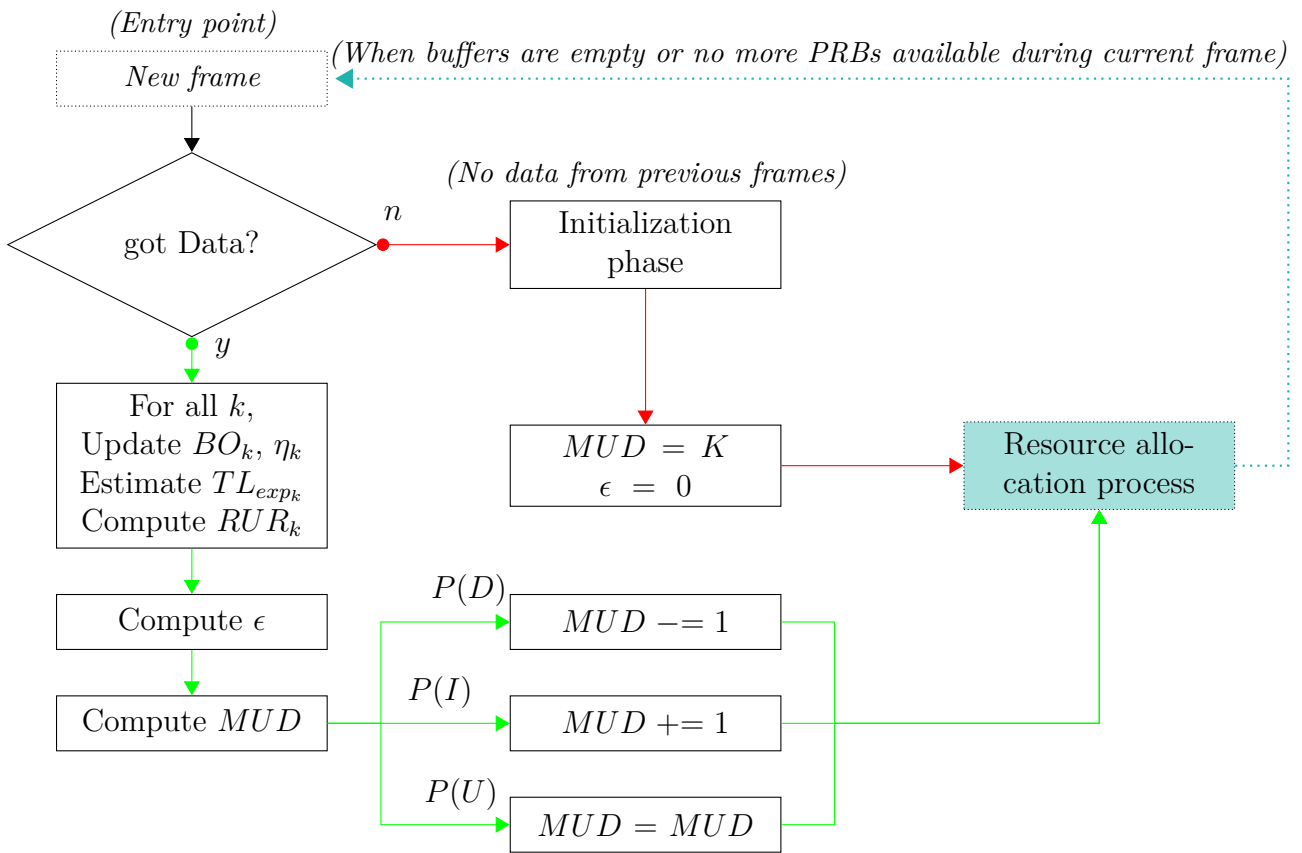 (Entry point)
New frame
(When buffers are empty or no more PRBs available during current frame)
got Data?
n
(No data from previous frames)
Initialization
phase
y
For all k,
Update BO_k, η_k
Estimate TL_{exp_k}
Compute RUR_k
MUD = K
ϵ = 0
Resource allo-
cation process
Compute ϵ
P(D)
MUD −= 1
Compute MUD
P(I)
MUD += 1
P(U)
MUD = MUD